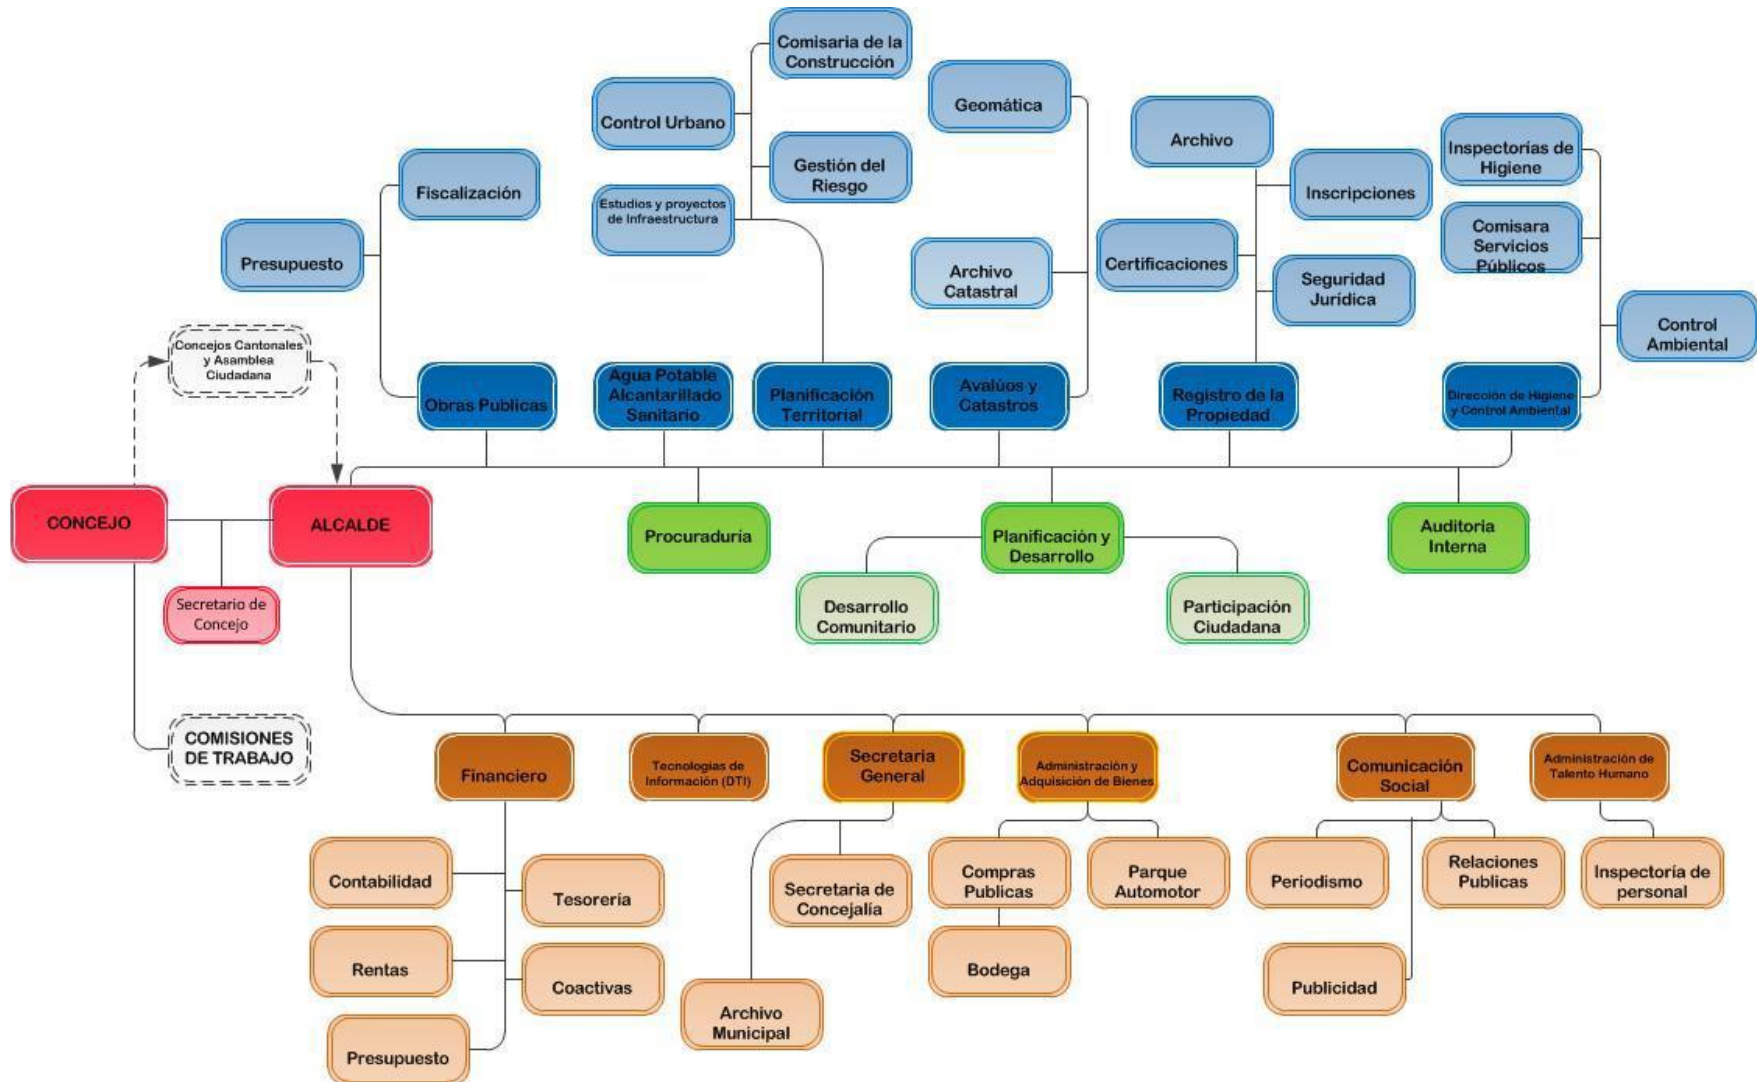 Comisaria de la
Construcción
Control Urbano
Geomática
Archivo
Inspectorías de
Higiene
Fiscalización
Gestión del
Riesgo
Inscripciones
Estudios y proyectos
de Infraestructura
Presupuesto
Archivo
Catastral
Certificaciones
Comisara
Servicios
Públicos
Seguridad
Jurídica
Control
Ambiental
Concejos Cantonales
y Asamblea
Ciudadana
Obras Publicas
Agua Potable
Alcantarillado
Sanitario
Planificación
Territorial
Avalúos y
Catastros
Registro de la
Propiedad
Dirección de Higiene
y Control Ambiental
CONCEJO
ALCALDE
Procuraduría
Planificación y
Desarrollo
Auditoría
Interna
Secretario de
Concejo
Desarrollo
Comunitario
Participación
Ciudadana
COMISIONES
DE TRABAJO
Financiero
Tecnologías de
Información (DTI)
Secretaria
General
Administración y
Adquisición de Bienes
Comunicación
Social
Administración de
Talento Humano
Contabilidad
Tesorería
Secretaria de
Concejalía
Compras
Publicas
Parque
Automotor
Periodismo
Relaciones
Publicas
Inspectoría de
personal
Rentas
Coactivas
Bodega
Publicidad
Archivo
Municipal
Presupuesto